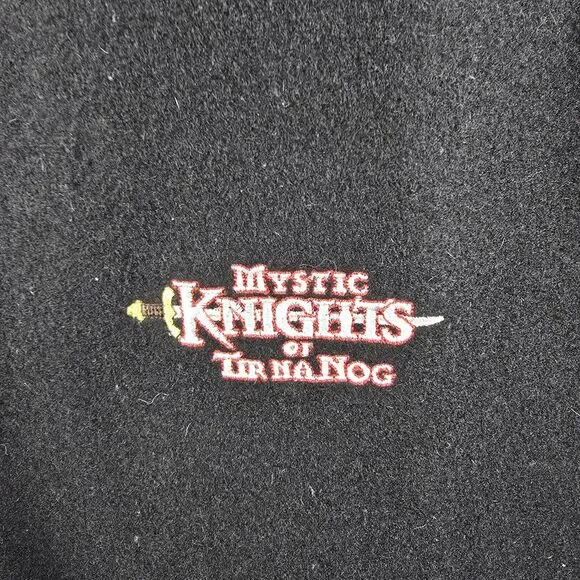 MYSTIC
KNIGHTS
OF
TIR NA NOG